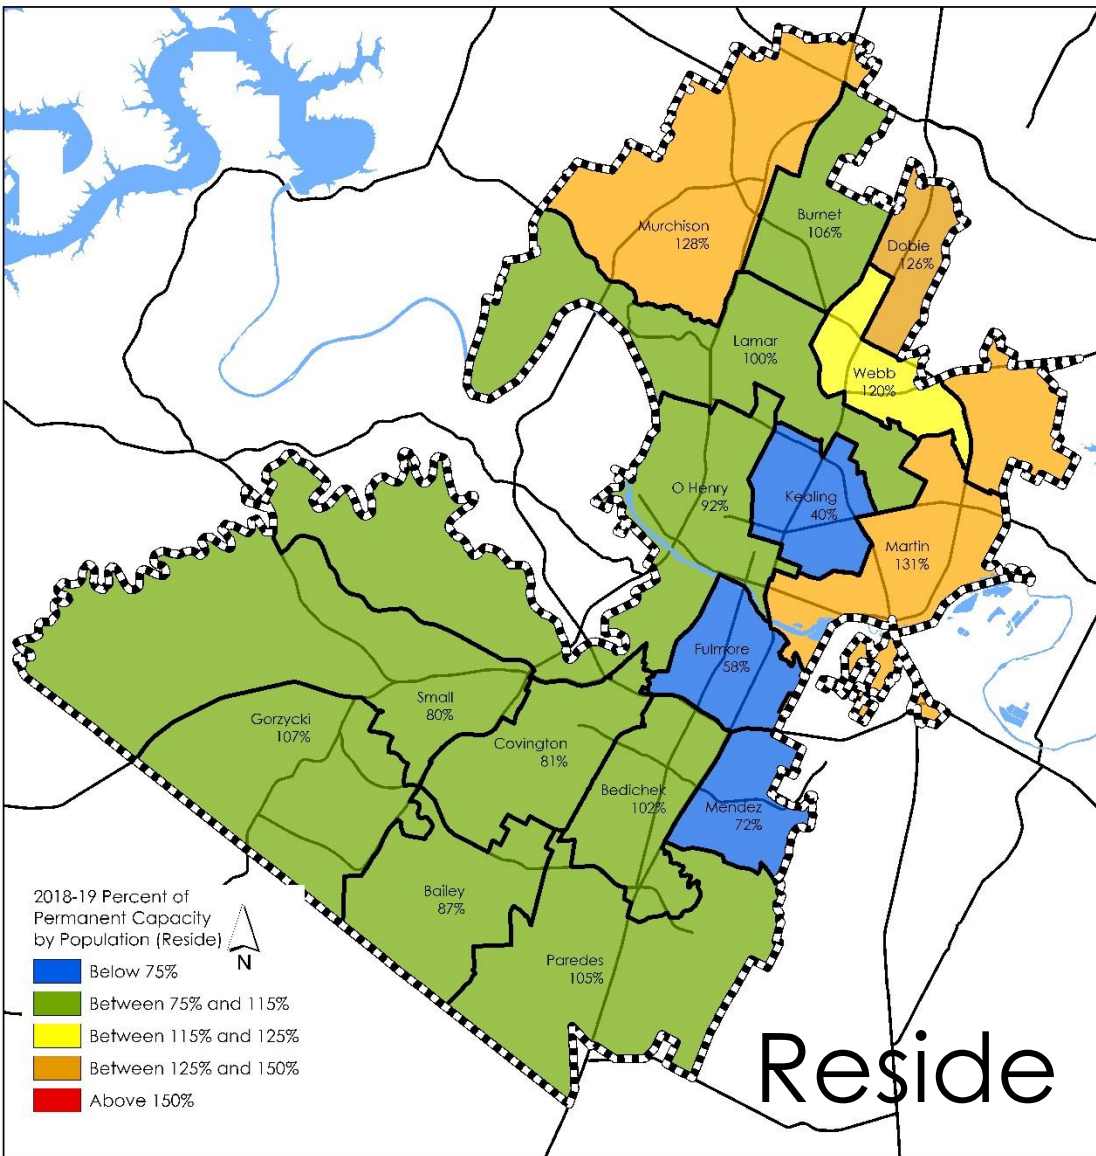 Murchison
128%
Burnet
106%
Dobie
126%
Lamar
100%
Webb
120%
O Henry
92%
Kealing
40%
Martin
131%
Fulmore
58%
Small
80%
Gorzycki
107%
Covington
81%
Bedichek
102%
Mendez
72%
Bailey
87%
Paredes
105%
2018-19 Percent of
Permanent Capacity
by Population (Reside)
N
Below 75%
Between 75% and 115%
Between 115% and 125%
Between 125% and 150%
Above 150%
Reside